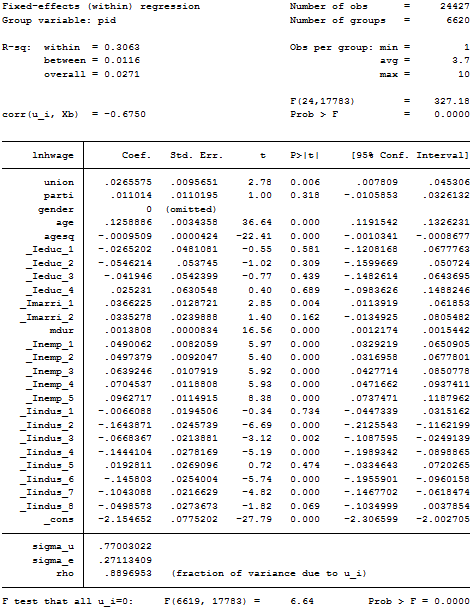 Fixed-effects (within) regression Number of obs = 24427
Group variable: pid Number of groups = 6620
R-sq: within = 0.3063 Obs per group: min = 1
between = 0.0116 avg = 3.7
overall = 0.0271 max = 10
F(24,17783) = 327.18
corr(u_i, Xb) = -0.6750 Prob > F = 0.0000
lnhwage Coef. Std. Err. t P>|t| [95% Conf. Interval]
union .0265575 .0095651 2.78 0.006 .007809 .045306
parti .011014 .0110195 1.00 0.318 -.0105853 .0326132
gender 0 (omitted)
age .1258886 .0034358 36.64 0.000 .1191542 .1326231
agesq -.0009509 .0000424 -22.41 0.000 -.0010341 -.0008677
_Ieduc_1 -.0265202 .0481081 -0.55 0.581 -.1208168 .0677763
_Ieduc_2 -.0546214 .053745 -1.02 0.309 -.1599669 .050724
_Ieduc_3 -.041946 .0542399 -0.77 0.439 -.1482614 .0643695
_Ieduc_4 .025231 .0630548 0.40 0.689 -.0983626 .1488246
_Imarri_1 .0366225 .0128721 2.85 0.004 .0113919 .061853
_Imarri_2 .0335278 .0239888 1.40 0.162 -.0134925 .0805482
mdur .0013808 .0000834 16.56 0.000 .0012174 .0015442
_Inemp_1 .0490062 .0082059 5.97 0.000 .0329219 .0650905
_Inemp_2 .0497379 .0092047 5.40 0.000 .0316958 .0677801
_Inemp_3 .0639246 .0107919 5.92 0.000 .0427714 .0850778
_Inemp_4 .0704537 .0118808 5.93 0.000 .0471662 .0937411
_Inemp_5 .0962717 .0114915 8.38 0.000 .0737471 .1187962
_Iindus_1 -.0066088 .0194506 -0.34 0.734 -.0447339 .0315162
_Iindus_2 -.1643871 .0245739 -6.69 0.000 -.2125543 -.1162199
_Iindus_3 -.0668367 .0213881 -3.12 0.002 -.1087595 -.0249139
_Iindus_4 -.1444104 .0278169 -5.19 0.000 -.1989342 -.0898865
_Iindus_5 .0192811 .0269096 0.72 0.474 -.0334643 .0720265
_Iindus_6 -.145803 .0254004 -5.74 0.000 -.1955901 -.0960158
_Iindus_7 -.1043088 .0216629 -4.82 0.000 -.1467702 -.0618474
_Iindus_8 -.0498573 .0273673 -1.82 0.069 -.1034999 .0037854
_cons -2.154652 .0775202 -27.79 0.000 -2.306599 -2.002705
sigma_u .77003022
sigma_e .27113409
rho .8896953 (fraction of variance due to u_i)
F test that all u_i=0: F(6619, 17783) = 6.64 Prob > F = 0.0000